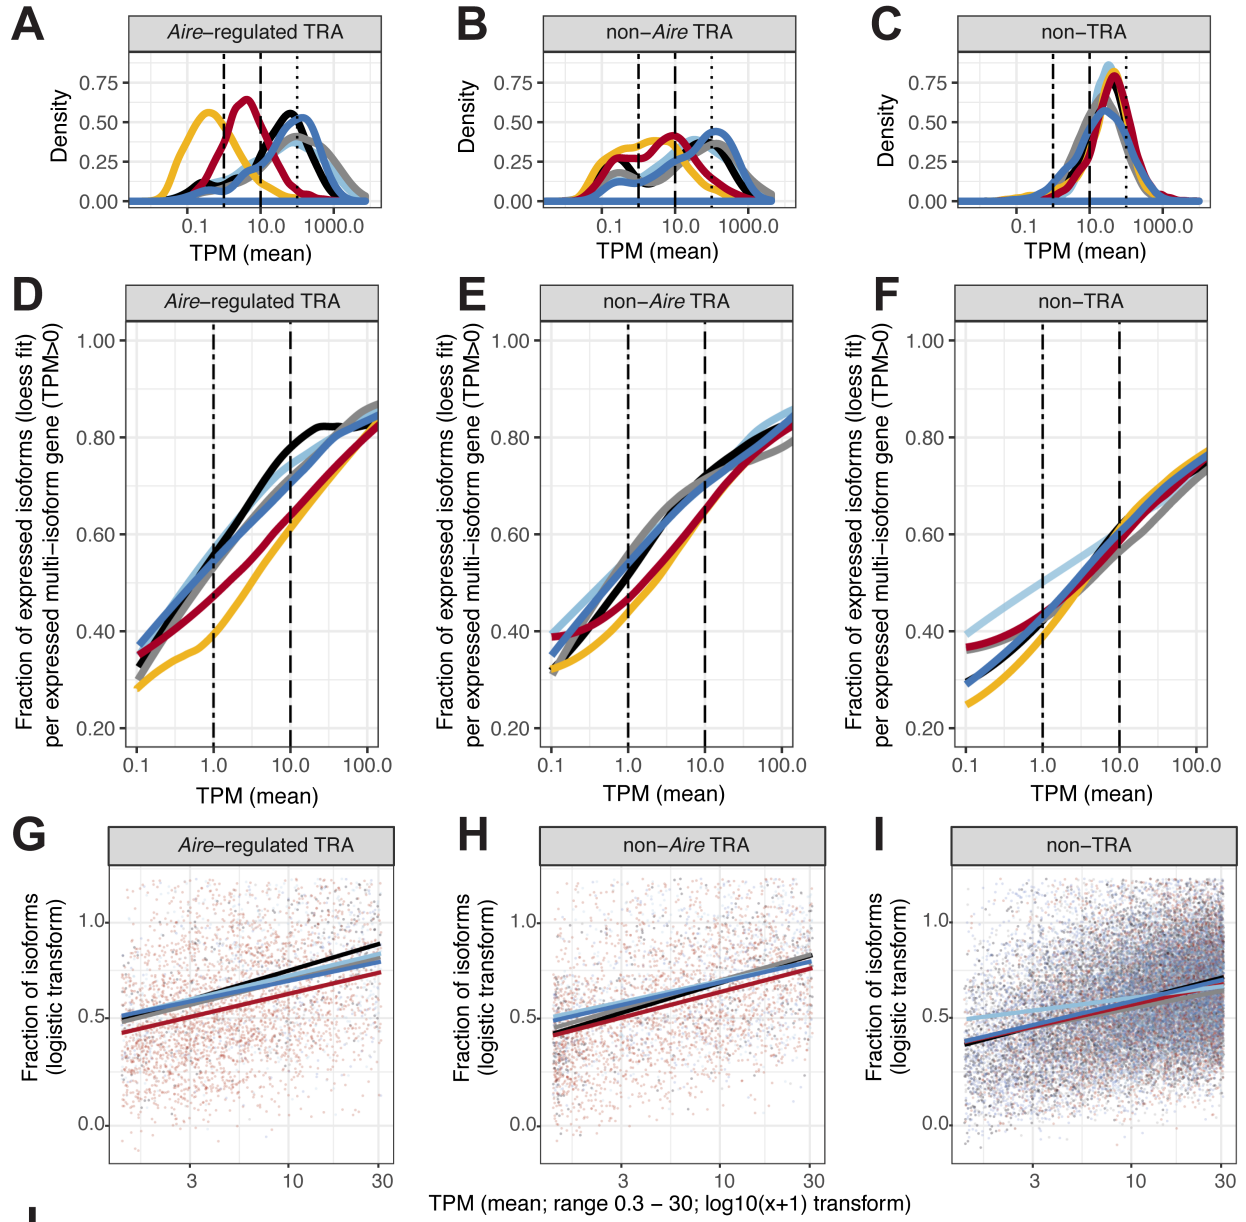 A
Aire–regulated TRA
Density
0.75
0.50
0.25
0.00
0.1 10.0 1000.0
TPM (mean)
B
non–Aire TRA
Density
0.75
0.50
0.25
0.00
0.1 10.0 1000.0
TPM (mean)
C
non–TRA
Density
0.75
0.50
0.25
0.00
0.1 10.0 1000.0
TPM (mean)
D
Aire–regulated TRA
Fraction of expressed isoforms (loess fit)
per expressed multi–isoform gene (TPM>0)
1.00
0.80
0.60
0.40
0.20
0.1 1.0 10.0 100.0
TPM (mean)
E
non–Aire TRA
Fraction of expressed isoforms (loess fit)
per expressed multi–isoform gene (TPM>0)
1.00
0.80
0.60
0.40
0.20
0.1 1.0 10.0 100.0
TPM (mean)
F
non–TRA
Fraction of expressed isoforms (loess fit)
per expressed multi–isoform gene (TPM>0)
1.00
0.80
0.60
0.40
0.20
0.1 1.0 10.0 100.0
TPM (mean)
G
Aire–regulated TRA
Fraction of isoforms
(logistic transform)
1.0
0.5
0.0
3 10 30
H
non–Aire TRA
Fraction of isoforms
(logistic transform)
1.0
0.5
0.0
3 10 30
I
non–TRA
Fraction of isoforms
(logistic transform)
1.0
0.5
0.0
3 10 30
TPM (mean; range 0.3 – 30; log10(x+1) transform)